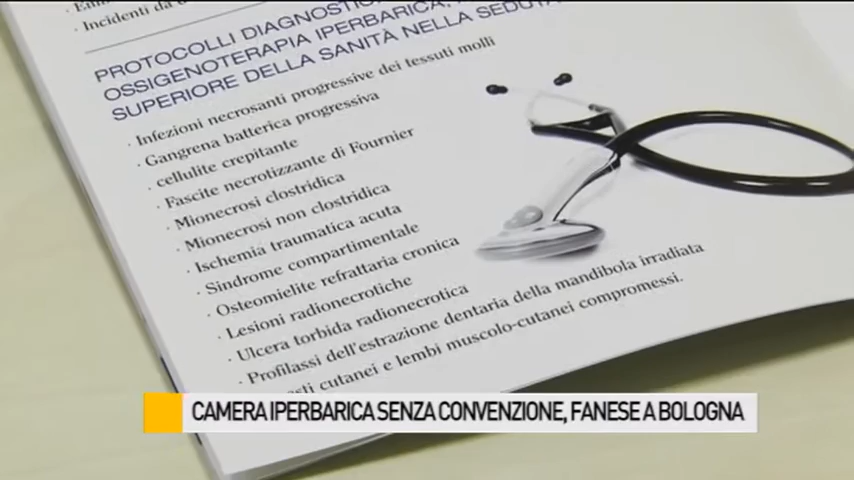 Incidenti da
PROTOCOLLI DIAGNOSTICI
OSSIGENOTERAPIA IPERBARICA,
SUPERIORE DELLA SANITÀ NELLA SEDUTA
· Infezioni necrosanti progressive dei tessuti molli
· Gangrena batterica progressiva
· cellulite crepitante
· Fascite necrotizzante di Fournier
· Mionecrosi clostridica
· Mionecrosi non clostridica
· Ischemia traumatica acuta
· Sindrome compartimentale
· Osteomielite refrattaria cronica
· Lesioni radionecrotiche
· Ulcera torbida radionecrotica
· Profilassi dell'estrazione dentaria della mandibola irradiata
cutanei e lembi muscolo-cutanei compromessi.
CAMERA IPERBARICA SENZA CONVENZIONE, FANESE A BOLOGNA